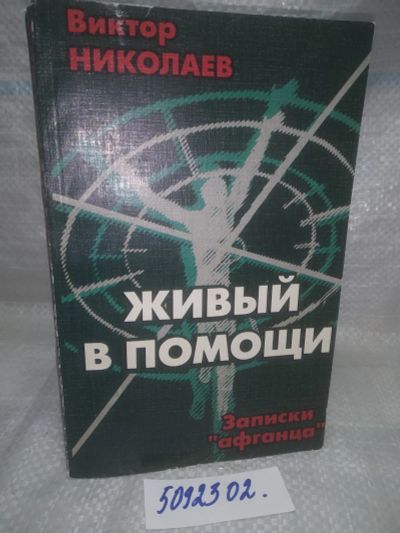 Виктор
НИКОЛАЕВ
ЖИВЫЙ
В ПОМОЩИ
Записки
"афганца"
5092302.